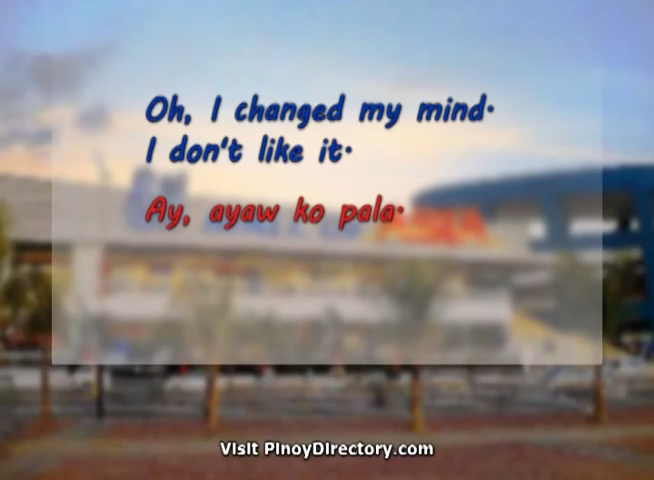 Oh, I changed my mind.
I don't like it.
Ay, ayaw ko pala.
Visit PinoyDirectory.com